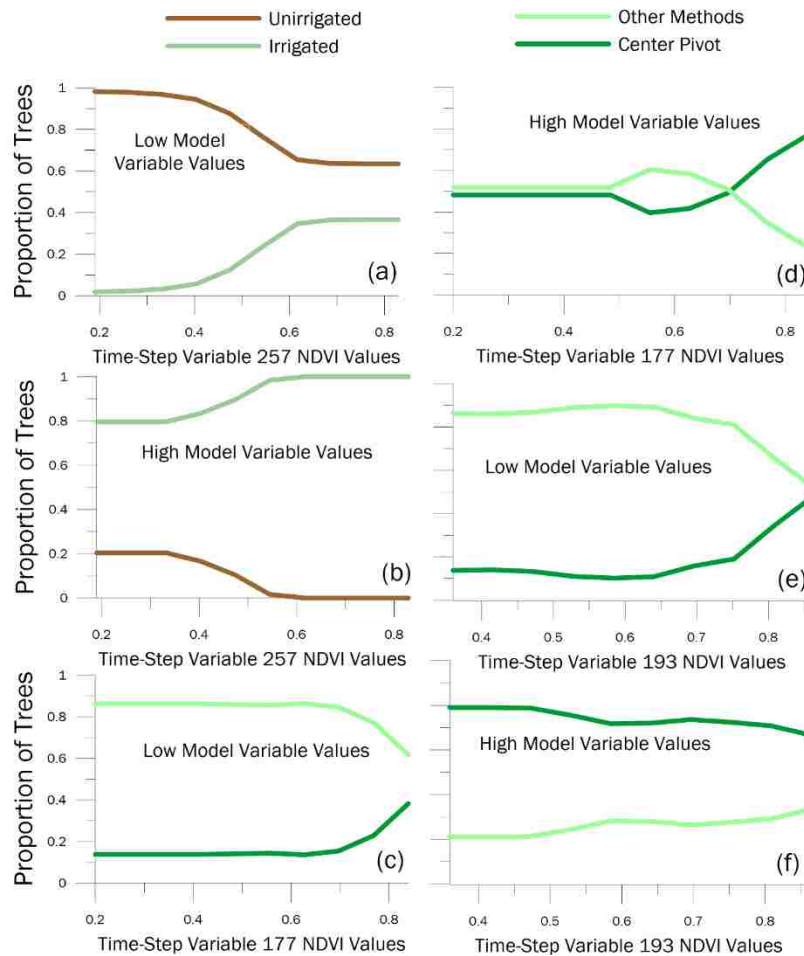 Unirrigated
Irrigated
Other Methods
Center Pivot
Proportion of Trees
1
0.8
0.6
0.4
0.2
0
Low Model
Variable Values
(a)
0.2 0.4 0.6 0.8
Time-Step Variable 257 NDVI Values
High Model Variable Values
(d)
0.2 0.4 0.6 0.8
Time-Step Variable 177 NDVI Values
Proportion of Trees
1
0.8
0.6
0.4
0.2
0
High Model Variable Values
(b)
0.2 0.4 0.6 0.8
Time-Step Variable 257 NDVI Values
Low Model Variable Values
(e)
0.4 0.5 0.6 0.7 0.8
Time-Step Variable 193 NDVI Values
Proportion of Trees
1
0.8
0.6
0.4
0.2
0
Low Model Variable Values
(c)
0.2 0.4 0.6 0.8
Time-Step Variable 177 NDVI Values
High Model Variable Values
(f)
0.4 0.5 0.6 0.7 0.8
Time-Step Variable 193 NDVI Values